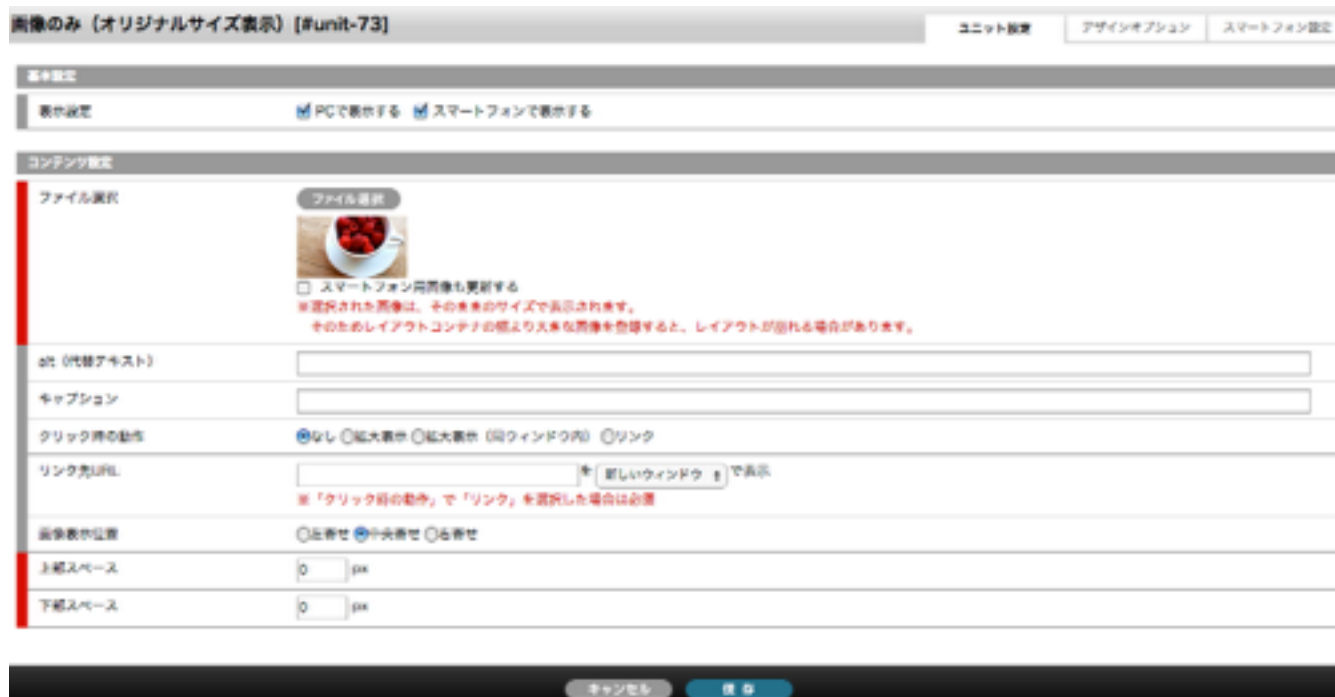 画像のみ（オリジナルサイズ表示）[#unit-73]
ユニット設定
デザインオプション
スマートフォン設定
基本設定
表示設定
PCで表示する スマートフォンで表示する
コンテンツ設定
ファイル選択
ファイル選択
スマートフォン用画像も更新する
※選択された画像は、そのままのサイズで表示されます。
そのためレイアウトコンテナの幅より大きな画像を登録すると、レイアウトが崩れる場合があります。
alt（代替テキスト）
キャプション
クリック時の動作
なし 拡大表示 拡大表示（同ウィンドウ内） リンク
リンク先URL
を 新しいウィンドウ で表示
※「クリック時の動作」で「リンク」を選択した場合は必須
画像表示位置
左寄せ 中央寄せ 右寄せ
上部スペース
0 px
下部スペース
0 px
キャンセル
保存